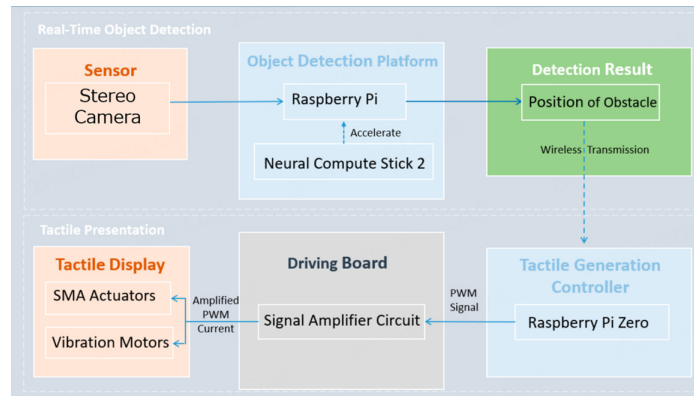 Real-Time Object Detection
Sensor
Stereo
Camera
Object Detection Platform
Raspberry Pi
Accelerate
Neural Compute Stick 2
Detection Result
Position of Obstacle
Wireless Transmission
Tactile Presentation
Tactile Display
SMA Actuators
Vibration Motors
Amplified
PWM
Current
Driving Board
Signal Amplifier Circuit
PWM
Signal
Tactile Generation
Controller
Raspberry Pi Zero